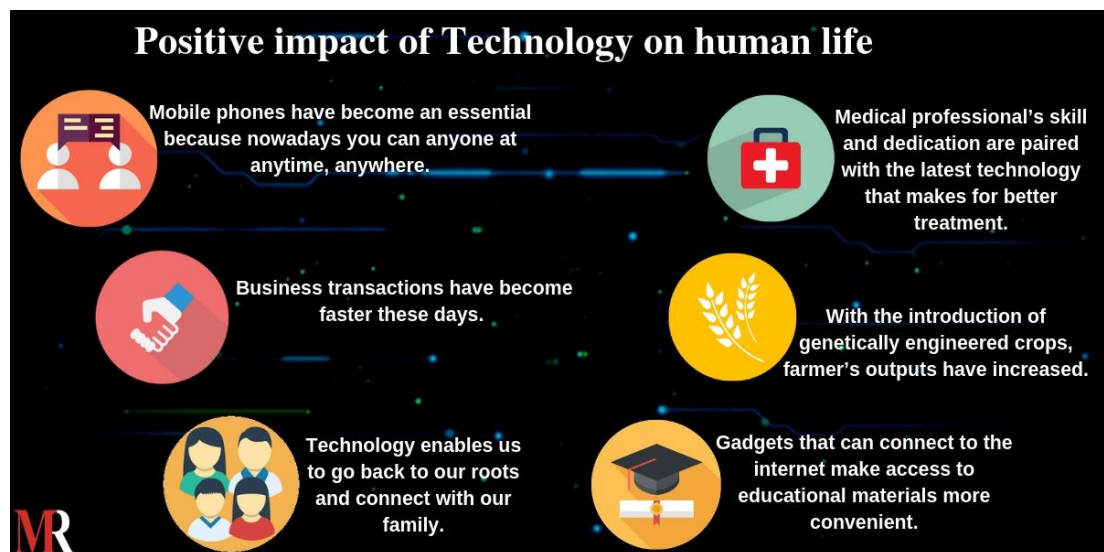 Positive impact of Technology on human life
Mobile phones have become an essential
because nowadays you can anyone at
anytime, anywhere.
Medical professional's skill
and dedication are paired
with the latest technology
that makes for better
treatment.
Business transactions have become
faster these days.
With the introduction of
genetically engineered crops,
farmer's outputs have increased.
Technology enables us
to go back to our roots
and connect with our
family.
Gadgets that can connect to the
internet make access to
educational materials more
convenient.
MR